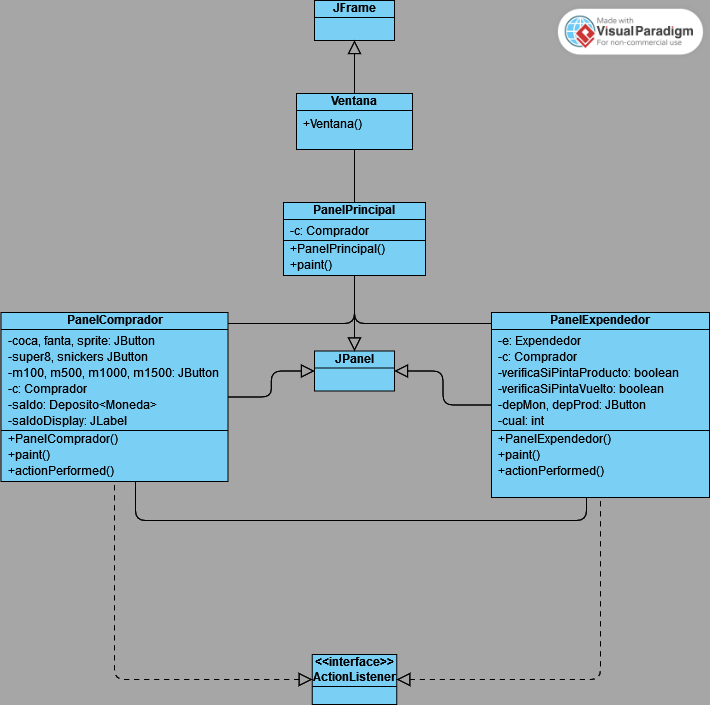 JFrame
Made with
VisualParadigm
For non-commercial use
Ventana
+Ventana()
PanelPrincipal
-c: Comprador
+PanelPrincipal()
+paint()
PanelComprador
-coca, fanta, sprite: JButton
-super8, snickers JButton
-m100, m500, m1000, m1500: JButton
-c: Comprador
-saldo: Deposito<Moneda>
-saldoDisplay: JLabel
+PanelComprador()
+paint()
+actionPerformed()
JPanel
PanelExpendedor
-e: Expendedor
-c: Comprador
-verificaSiPintaProducto: boolean
-verificaSiPintaVuelto: boolean
-depMon, depProd: JButton
-cual: int
+PanelExpendedor()
+paint()
+actionPerformed()
<<interface>>
ActionListener